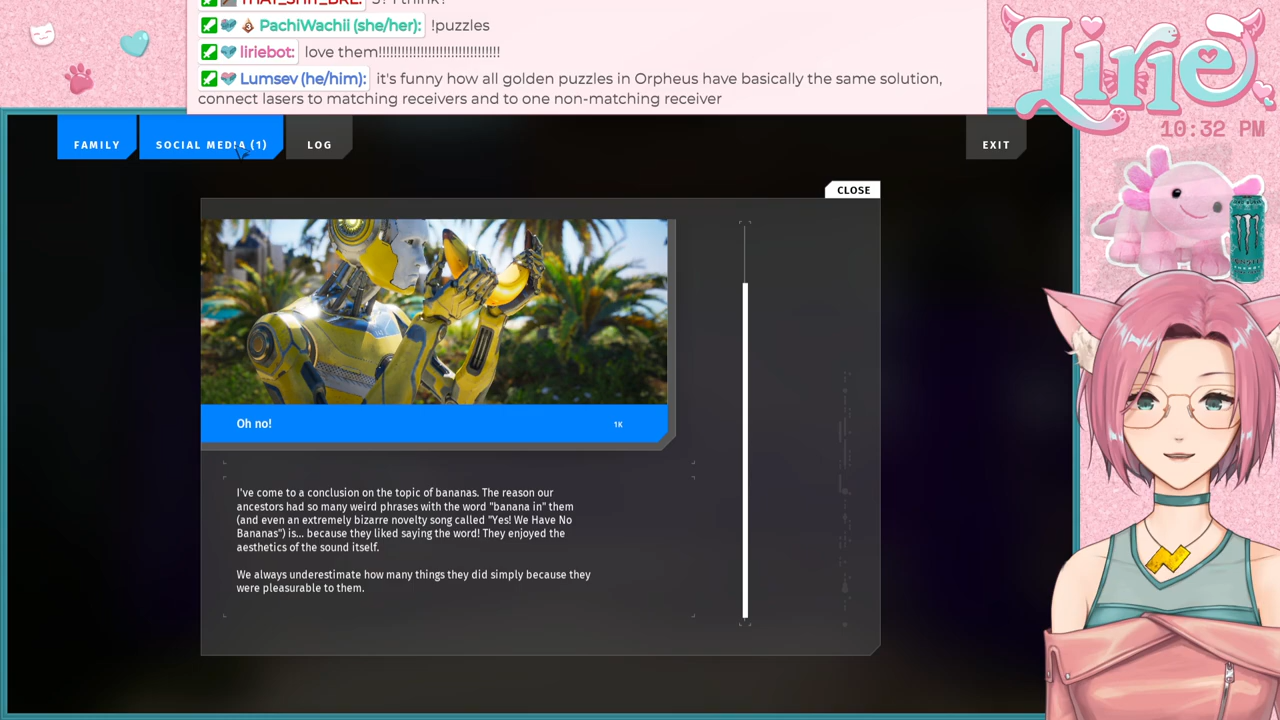 PachiWachii (she/her): !puzzles
liriebot: love them!!!!!!!!!!!!!!!!!!!!!!!!!!!!!!!!
Lumsev (he/him): it's funny how all golden puzzles in Orpheus have basically the same solution,
connect lasers to matching receivers and to one non-matching receiver
Lirie
10:32 PM
FAMILY
SOCIAL MEDIA (1)
LOG
EXIT
CLOSE
Oh no!
1K
I've come to a conclusion on the topic of bananas. The reason our
ancestors had so many weird phrases with the word "banana in" them
(and even an extremely bizarre novelty song called "Yes! We Have No
Bananas") is... because they liked saying the word! They enjoyed the
aesthetics of the sound itself.
We always underestimate how many things they did simply because they
were pleasurable to them.